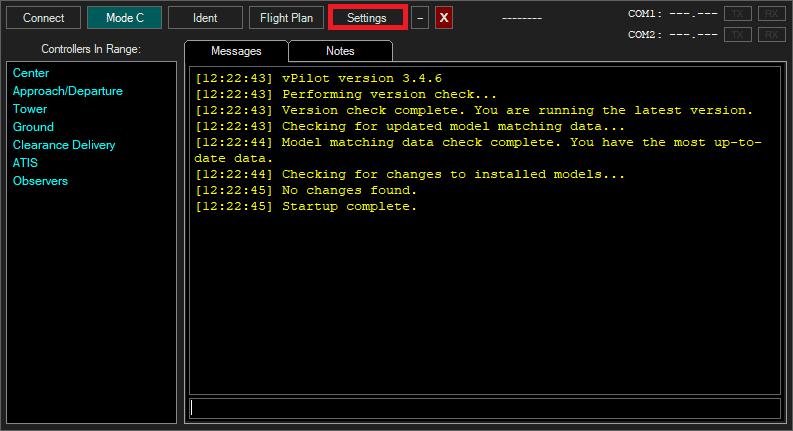 Connect Mode C Ident Flight Plan Settings – X --------
COM1: ---.--- TX RX
COM2: ---.--- TX RX
Controllers In Range:
Messages Notes
Center
Approach/Departure
Tower
Ground
Clearance Delivery
ATIS
Observers
[12:22:43] vPilot version 3.4.6
[12:22:43] Performing version check...
[12:22:43] Version check complete. You are running the latest version.
[12:22:43] Checking for updated model matching data...
[12:22:44] Model matching data check complete. You have the most up-to-
date data.
[12:22:44] Checking for changes to installed models...
[12:22:45] No changes found.
[12:22:45] Startup complete.